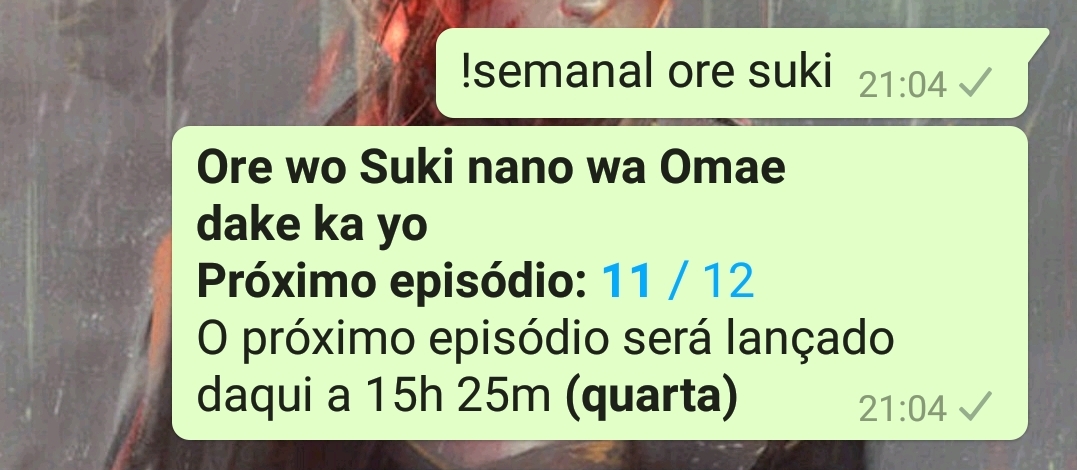 !semanal ore suki 21:04
Ore wo Suki nano wa Omae
dake ka yo
Próximo episódio: 11 / 12
O próximo episódio será lançado
daqui a 15h 25m (quarta) 21:04